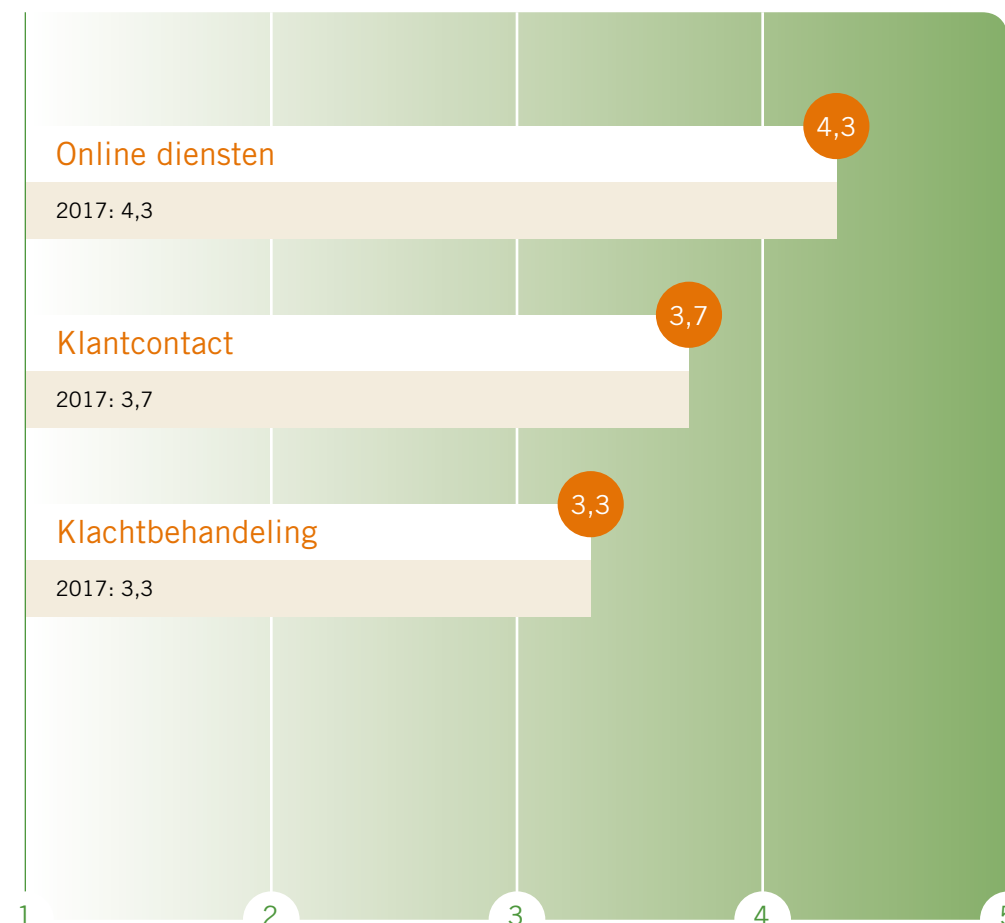 4,3
Online diensten
2017: 4,3
3,7
Klantcontact
2017: 3,7
3,3
Klachtbehandeling
2017: 3,3
1 2 3 4 5